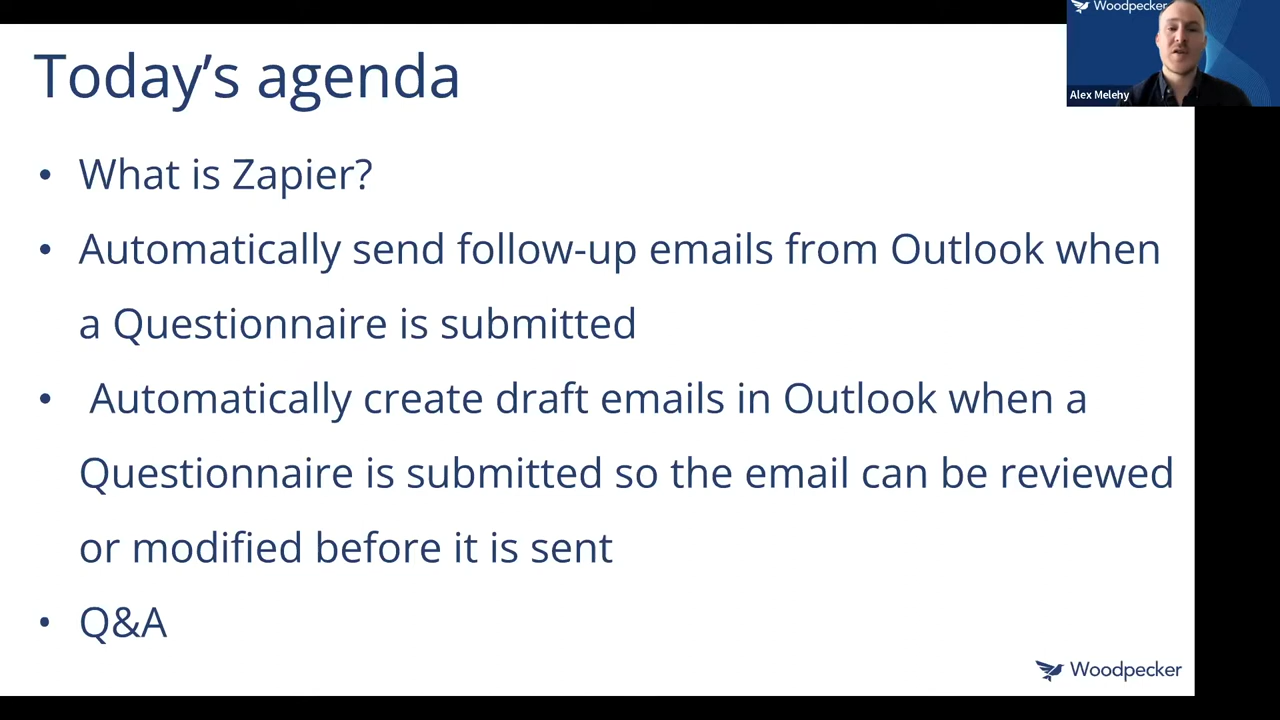 Today's agenda
Woodpecker
Alex Melehy
• What is Zapier?
• Automatically send follow-up emails from Outlook when
a Questionnaire is submitted
• Automatically create draft emails in Outlook when a
Questionnaire is submitted so the email can be reviewed
or modified before it is sent
• Q&A
Woodpecker